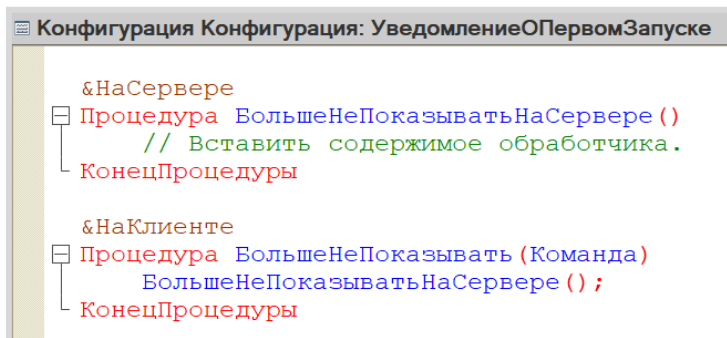 Конфигурация Конфигурация: УведомлениеОПервомЗапуске
&НаСервере
Процедура БольшеНеПоказыватьНаСервере()
// Вставить содержимое обработчика.
КонецПроцедуры
&НаКлиенте
Процедура БольшеНеПоказывать(Команда)
БольшеНеПоказыватьНаСервере();
КонецПроцедуры